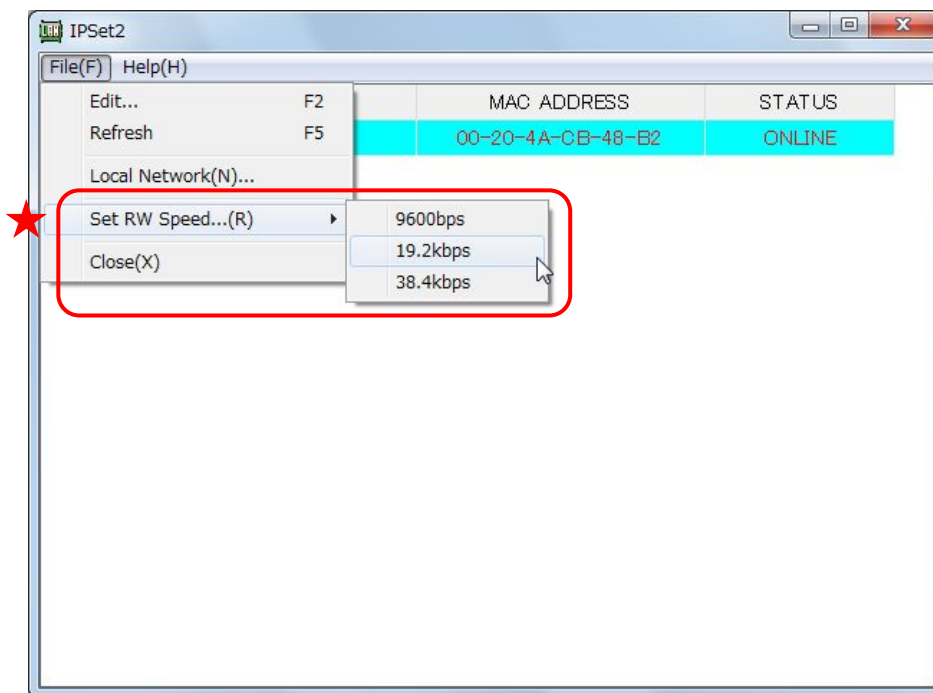 IPSet2
File(F) Help(H)
Edit... F2
Refresh F5
Local Network(N)...
Set RW Speed...(R)
Close(X)
9600bps
19.2kbps
38.4kbps
MAC ADDRESS STATUS
00-20-4A-CB-48-B2 ONLINE